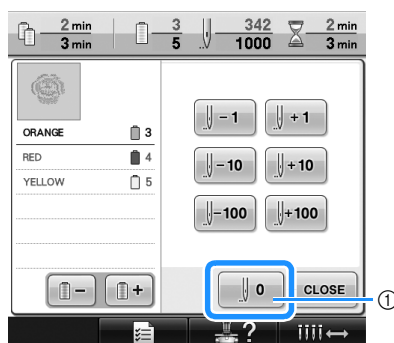 2 min 3 342 2 min
3 min 5 1000 3 min
ORANGE 3
RED 4
YELLOW 5
-1 +1
-10 +10
-100 +100
- + 0 CLOSE
①
?